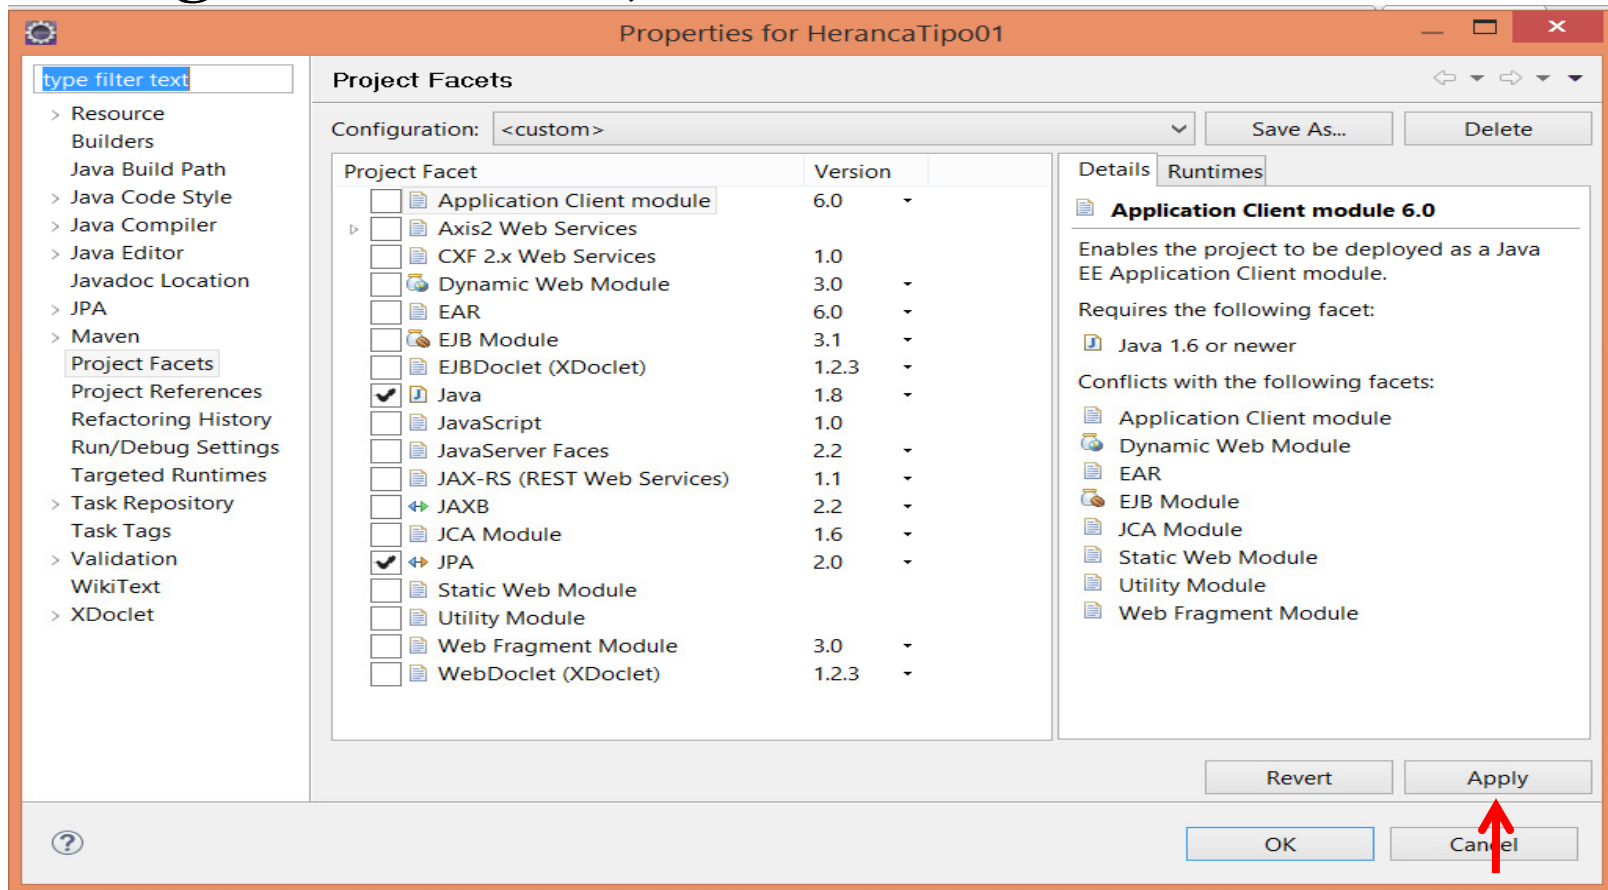 Properties for HerancaTipo01
type filter text
Resource
Builders
Java Build Path
Java Code Style
Java Compiler
Java Editor
Javadoc Location
JPA
Maven
Project Facets
Project References
Refactoring History
Run/Debug Settings
Targeted Runtimes
Task Repository
Task Tags
Validation
WikiText
XDoclet
Project Facets
Configuration: <custom> Save As... Delete
Project Facet Version
Application Client module 6.0
Axis2 Web Services
CXF 2.x Web Services 1.0
Dynamic Web Module 3.0
EAR 6.0
EJB Module 3.1
EJBDoclet (XDoclet) 1.2.3
Java 1.8
JavaScript 1.0
JavaServer Faces 2.2
JAX-RS (REST Web Services) 1.1
JAXB 2.2
JCA Module 1.6
JPA 2.0
Static Web Module
Utility Module
Web Fragment Module 3.0
WebDoclet (XDoclet) 1.2.3
Details Runtimes
Application Client module 6.0
Enables the project to be deployed as a Java
EE Application Client module.
Requires the following facet:
Java 1.6 or newer
Conflicts with the following facets:
Application Client module
Dynamic Web Module
EAR
EJB Module
JCA Module
Static Web Module
Utility Module
Web Fragment Module
Revert Apply
OK Cancel